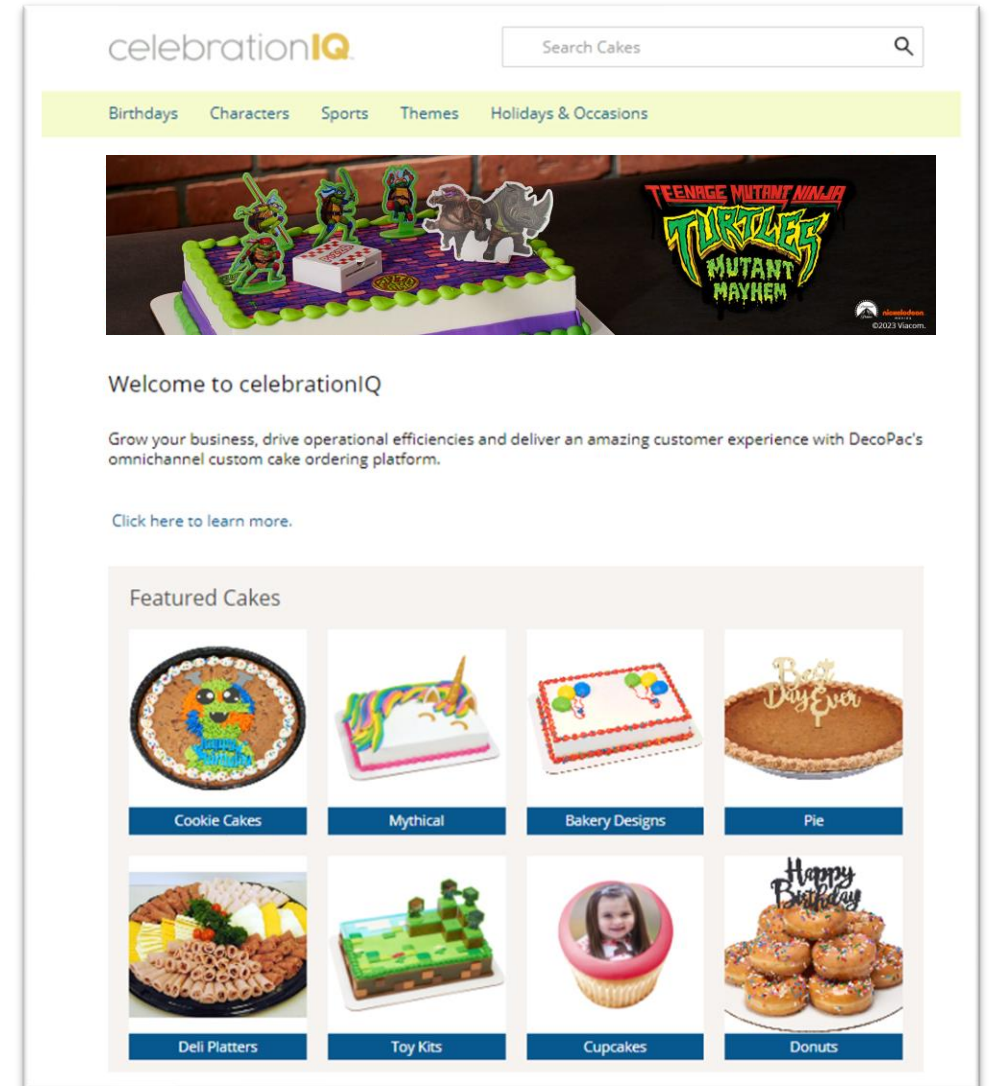 celebrationIQ
Search Cakes
Birthdays Characters Sports Themes Holidays & Occasions
TEENAGE MUTANT NINJA
TURTLES
MUTANT
MAYHEM
nickelodeon
©2023 Viacom.
Welcome to celebrationIQ
Grow your business, drive operational efficiencies and deliver an amazing customer experience with DecoPac's
omnichannel custom cake ordering platform.
Click here to learn more.
Featured Cakes
Best
Day Ever
Cookie Cakes Mythical Bakery Designs Pie
Happy
Birthday
Deli Platters Toy Kits Cupcakes Donuts